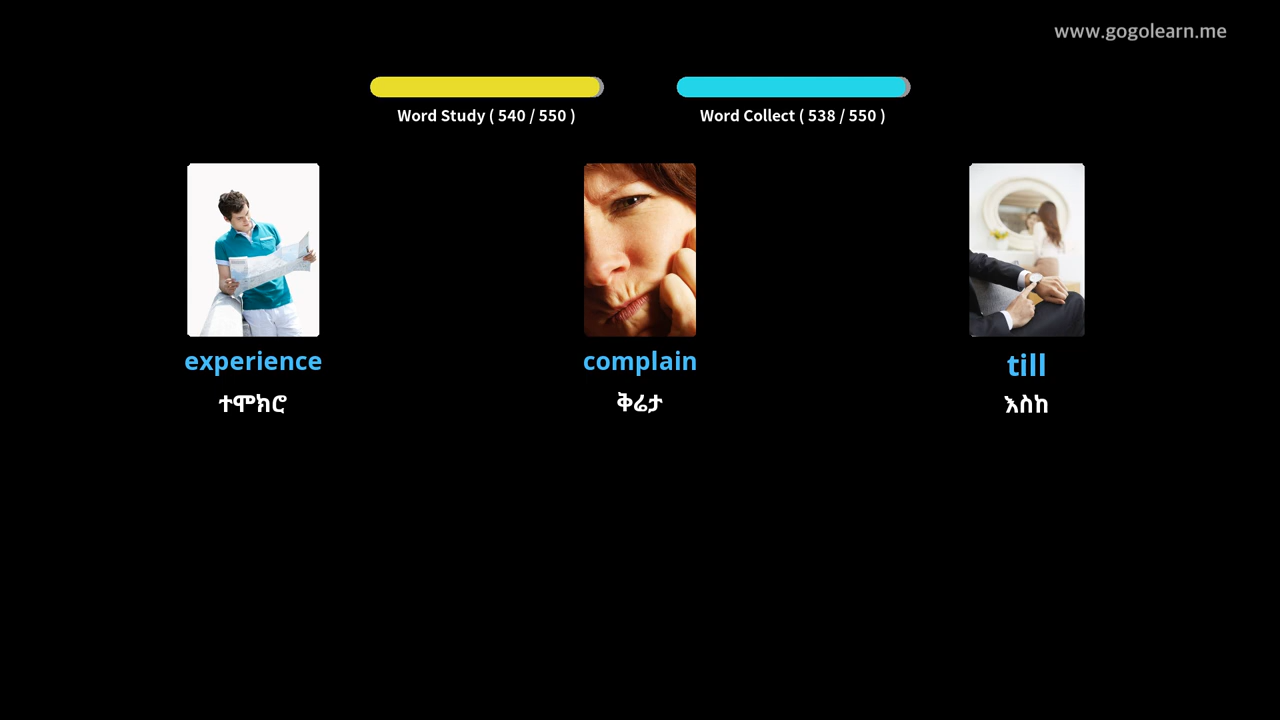 www.gogolearn.me
Word Study ( 540 / 550 )
Word Collect ( 538 / 550 )
experience
complain
till
ተሞክሮ
ቅሬታ
እስከ